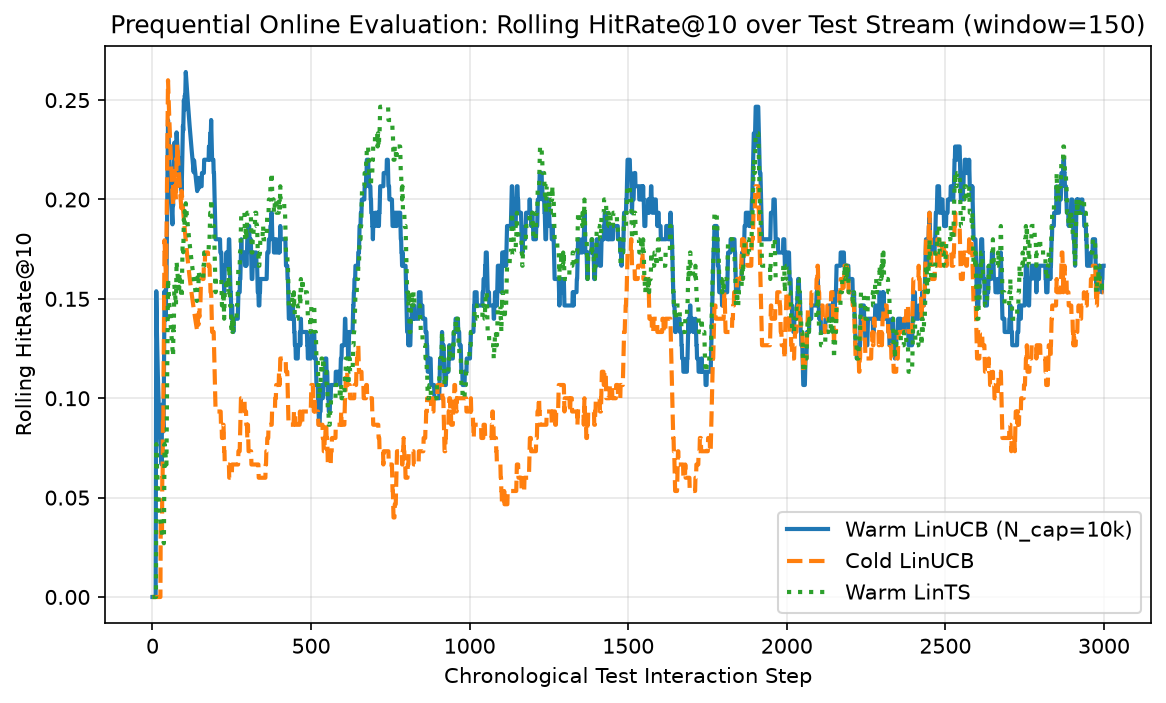 Prequential Online Evaluation: Rolling HitRate@10 over Test Stream (window=150)
Rolling HitRate@10
0.25
0.20
0.15
0.10
0.05
0.00
Warm LinUCB (N_cap=10k)
Cold LinUCB
Warm LinTS
0 500 1000 1500 2000 2500 3000
Chronological Test Interaction Step